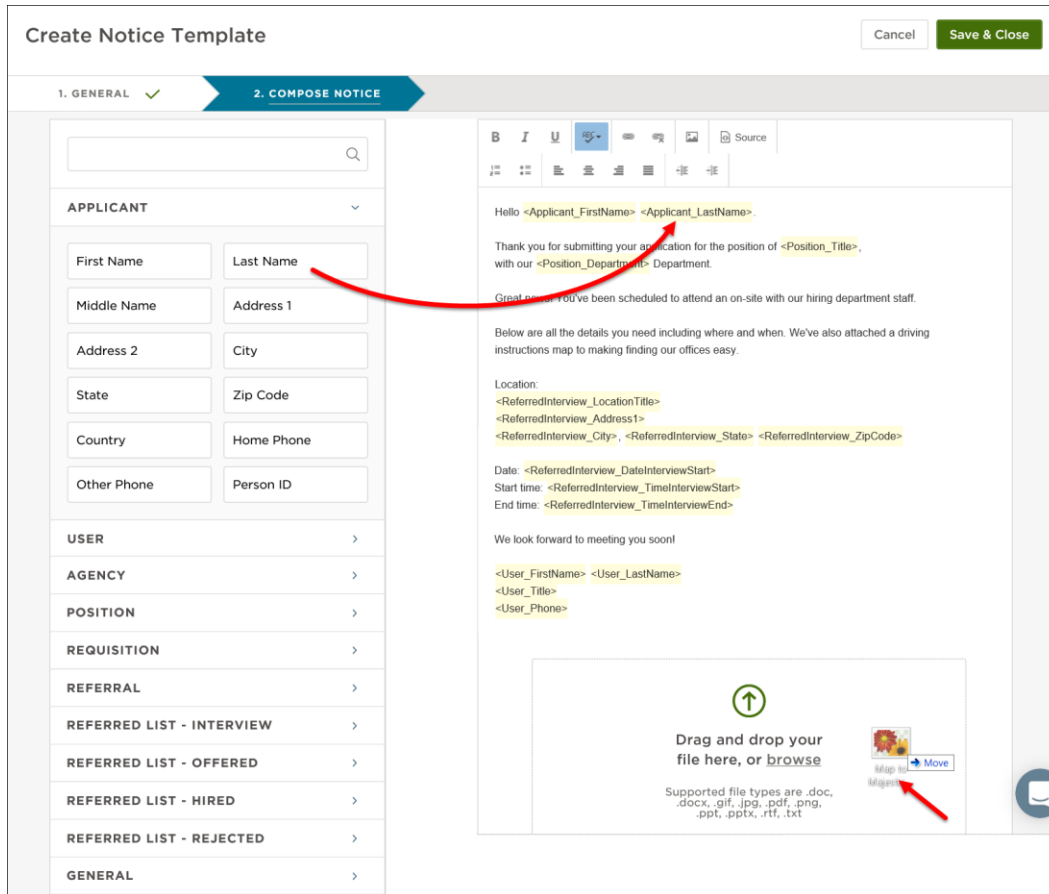 Create Notice Template
Cancel
Save & Close
1. GENERAL
2. COMPOSE NOTICE
APPLICANT
First Name
Last Name
Middle Name
Address 1
Address 2
City
State
Zip Code
Country
Home Phone
Other Phone
Person ID
USER
AGENCY
POSITION
REQUISITION
REFERRAL
REFERRED LIST - INTERVIEW
REFERRED LIST - OFFERED
REFERRED LIST - HIRED
REFERRED LIST - REJECTED
GENERAL
B I U ABC Source
Hello <Applicant_FirstName> <Applicant_LastName>.
Thank you for submitting your application for the position of <Position_Title>,
with our <Position_Department> Department.
Great news! You've been scheduled to attend an on-site with our hiring department staff.
Below are all the details you need including where and when. We've also attached a driving
instructions map to making finding our offices easy.
Location:
<ReferredInterview_LocationTitle>
<ReferredInterview_Address1>
<ReferredInterview_City>, <ReferredInterview_State> <ReferredInterview_ZipCode>
Date: <ReferredInterview_DateInterviewStart>
Start time: <ReferredInterview_TimeInterviewStart>
End time: <ReferredInterview_TimeInterviewEnd>
We look forward to meeting you soon!
<User_FirstName> <User_LastName>
<User_Title>
<User_Phone>
Drag and drop your
file here, or browse
Supported file types are .doc,
.docx, .gif, .jpg, .pdf, .png,
.ppt, .pptx, .rtf, .txt
Move
Map to